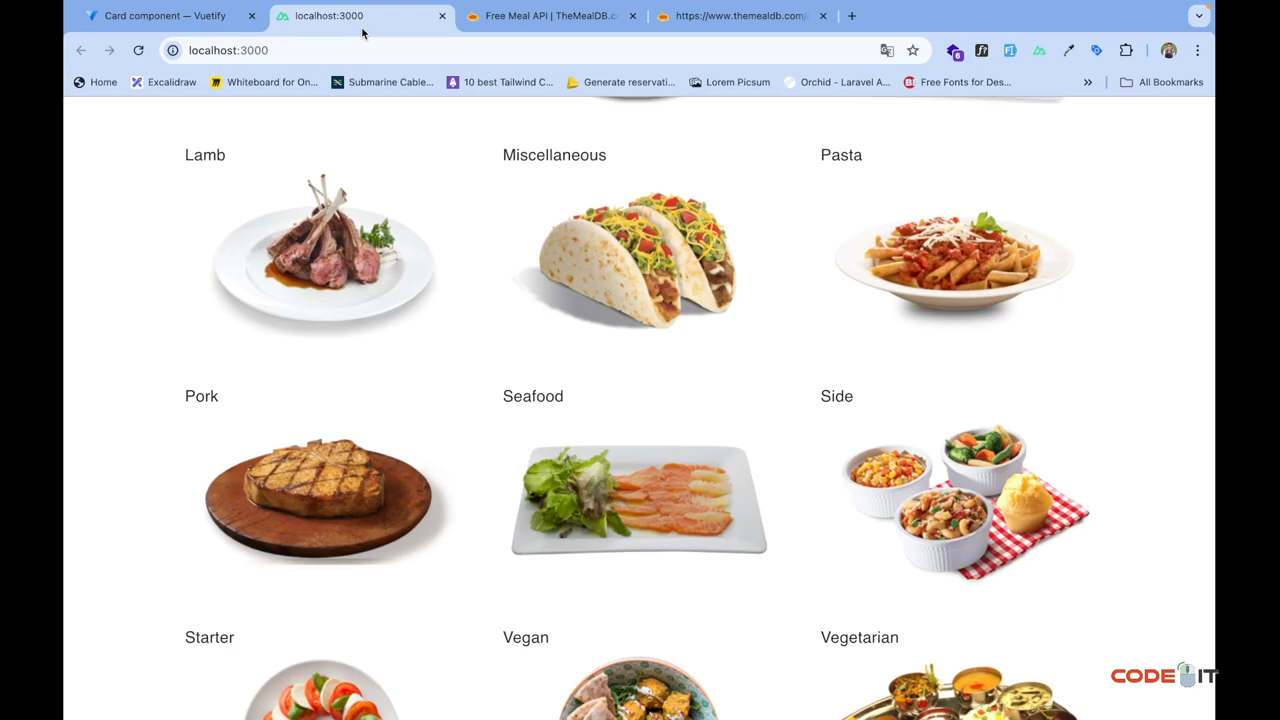 Card component — Vuetify
localhost:3000
Free Meal API | TheMealDB.c
https://www.themealdb.com/
localhost:3000
6
Home
Excalidraw
Whiteboard for On...
Submarine Cable...
10 best Tailwind C...
Generate reservati...
Lorem Picsum
Orchid - Laravel A...
Free Fonts for Des...
»
All Bookmarks
Lamb
Miscellaneous
Pasta
Pork
Seafood
Side
Starter
Vegan
Vegetarian
CODE IT